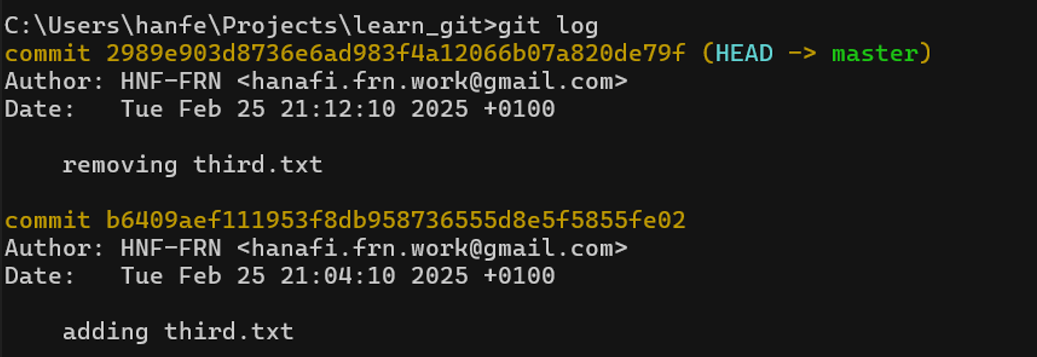 C:\Users\hanfe\Projects\learn_git>git log
commit 2989e903d8736e6ad983f4a12066b07a820de79f (HEAD -> master)
Author: HNF-FRN <hanafi.frn.work@gmail.com>
Date:   Tue Feb 25 21:12:10 2025 +0100
    removing third.txt
commit b6409aef111953f8db958736555d8e5f5855fe02
Author: HNF-FRN <hanafi.frn.work@gmail.com>
Date:   Tue Feb 25 21:04:10 2025 +0100
    adding third.txt